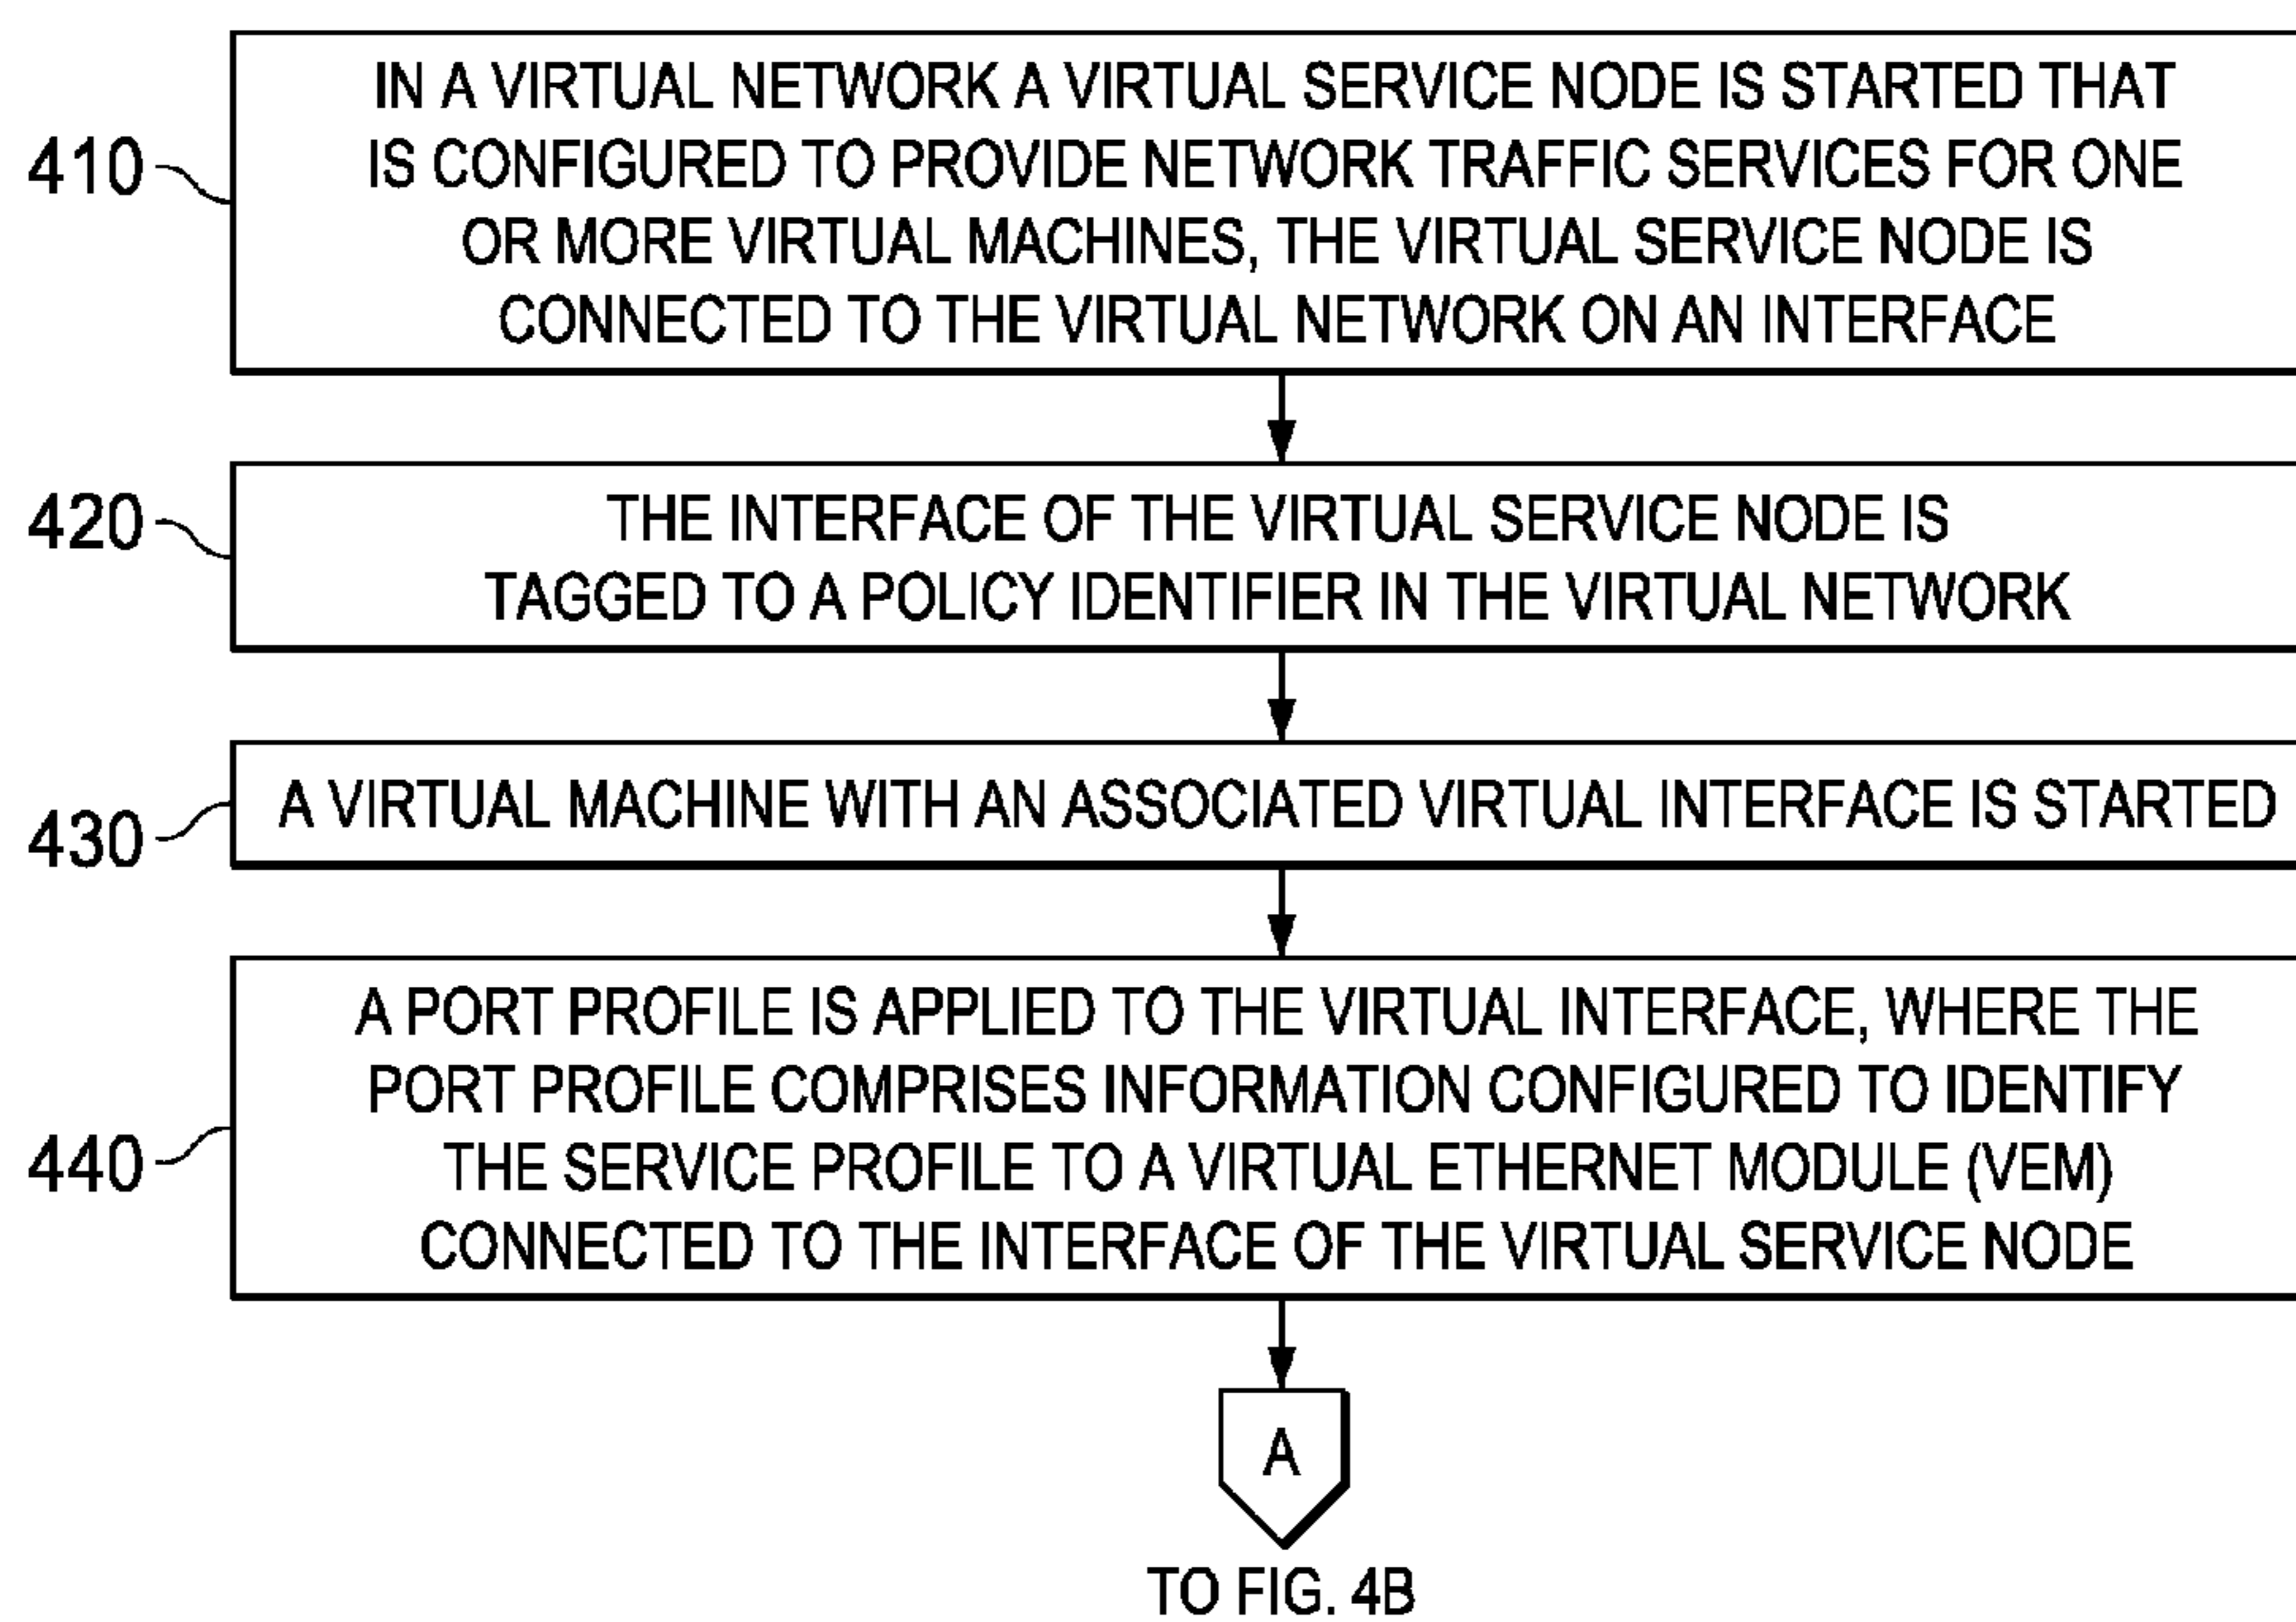 410
IN A VIRTUAL NETWORK A VIRTUAL SERVICE NODE IS STARTED THAT
IS CONFIGURED TO PROVIDE NETWORK TRAFFIC SERVICES FOR ONE
OR MORE VIRTUAL MACHINES, THE VIRTUAL SERVICE NODE IS
CONNECTED TO THE VIRTUAL NETWORK ON AN INTERFACE
420
THE INTERFACE OF THE VIRTUAL SERVICE NODE IS
TAGGED TO A POLICY IDENTIFIER IN THE VIRTUAL NETWORK
430
A VIRTUAL MACHINE WITH AN ASSOCIATED VIRTUAL INTERFACE IS STARTED
440
A PORT PROFILE IS APPLIED TO THE VIRTUAL INTERFACE, WHERE THE
PORT PROFILE COMPRISES INFORMATION CONFIGURED TO IDENTIFY
THE SERVICE PROFILE TO A VIRTUAL ETHERNET MODULE (VEM)
CONNECTED TO THE INTERFACE OF THE VIRTUAL SERVICE NODE
A
TO FIG. 4B